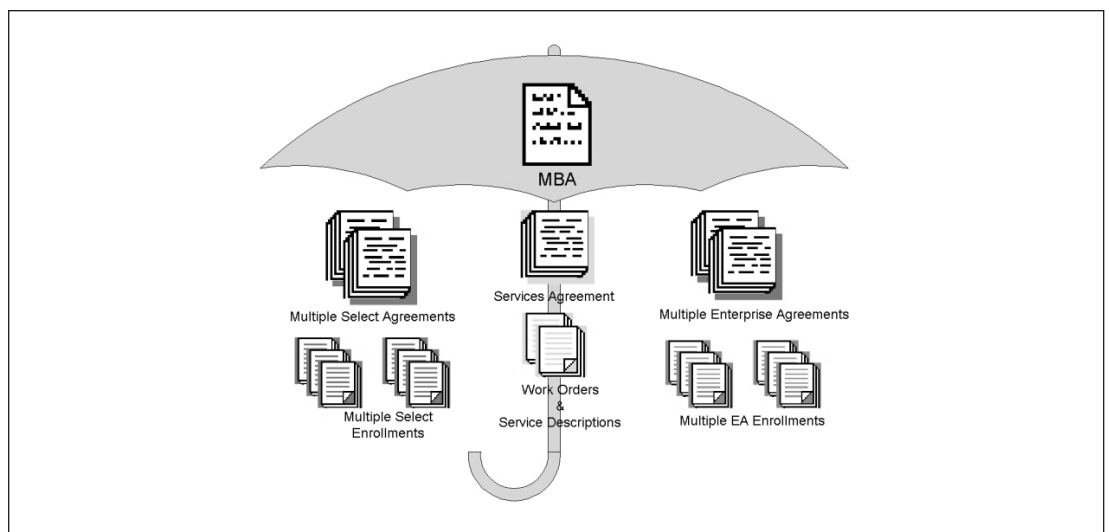 MBA
Multiple Select Agreements
Services Agreement
Multiple Enterprise Agreements
Multiple Select
Enrollments
Work Orders
&
Service Descriptions
Multiple EA Enrollments